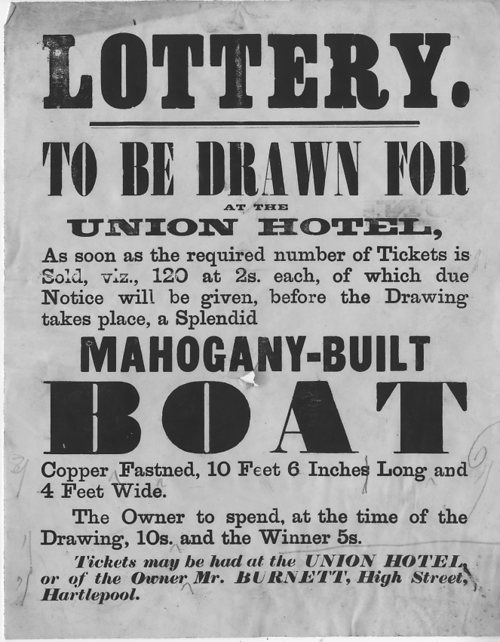 LOTTERY.
TO BE DRAWN FOR
AT THE
UNION HOTEL,
As soon as the required number of Tickets is
Sold, viz., 120 at 2s. each, of which due
Notice will be given, before the Drawing
takes place, a Splendid
MAHOGANY-BUILT
BOAT
Copper Fastned, 10 Feet 6 Inches Long and
4 Feet Wide.
The Owner to spend, at the time of the
Drawing, 10s. and the Winner 5s.
Tickets may be had at the UNION HOTEL,
or of the Owner Mr. BURNETT, High Street,
Hartlepool.